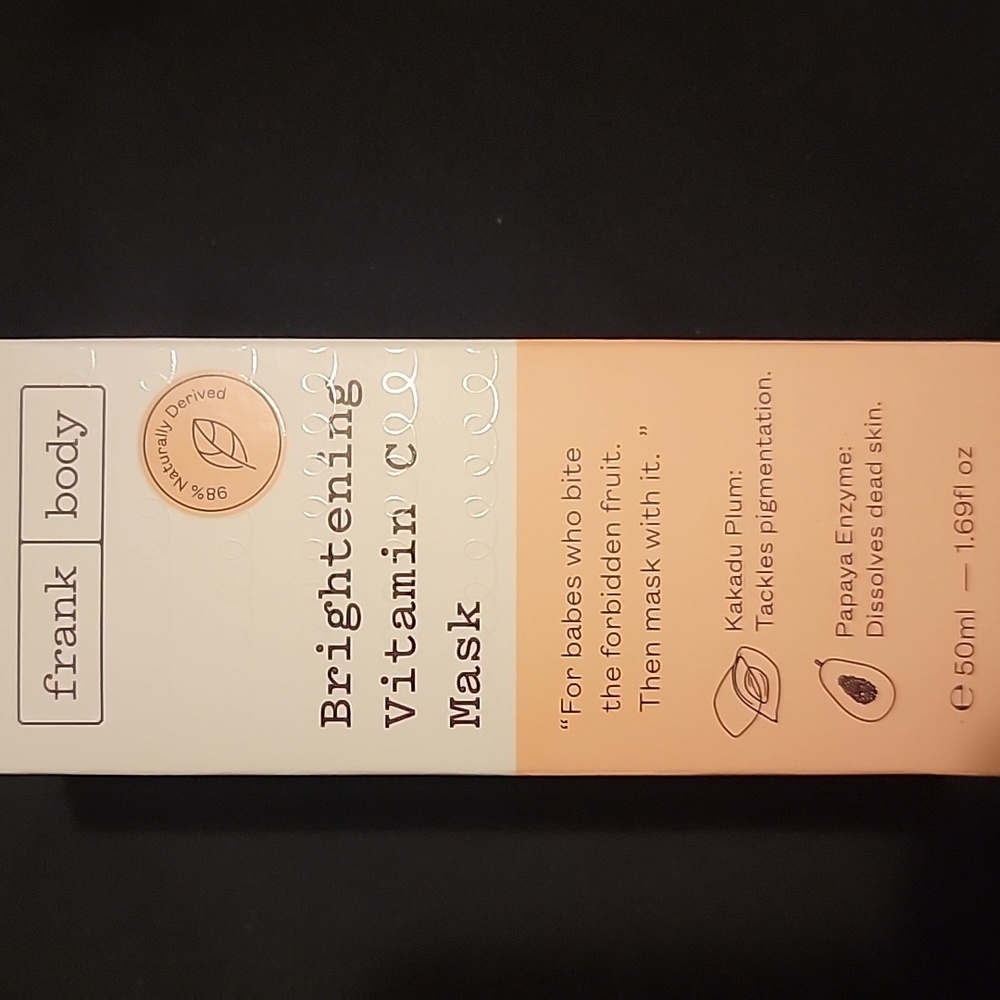 frank body
98% Naturally Derived
Brightening
Vitamin C
Mask
“For babes who bite
the forbidden fruit.
Then mask with it. ”
Kakadu Plum:
Tackles pigmentation.
Papaya Enzyme:
Dissolves dead skin.
℮ 50ml — 1.69fl oz